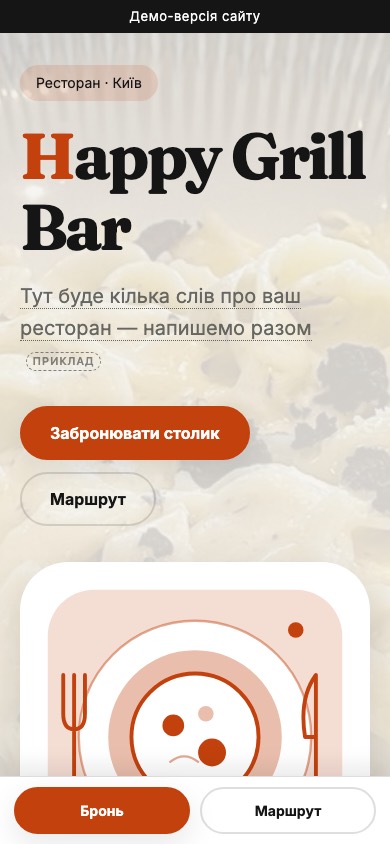 Демо-версія сайту
Ресторан · Київ
Happy Grill
Bar
Тут буде кілька слів про ваш
ресторан — напишемо разом
ПРИКЛАД
Забронювати столик
Маршрут
Бронь
Маршрут